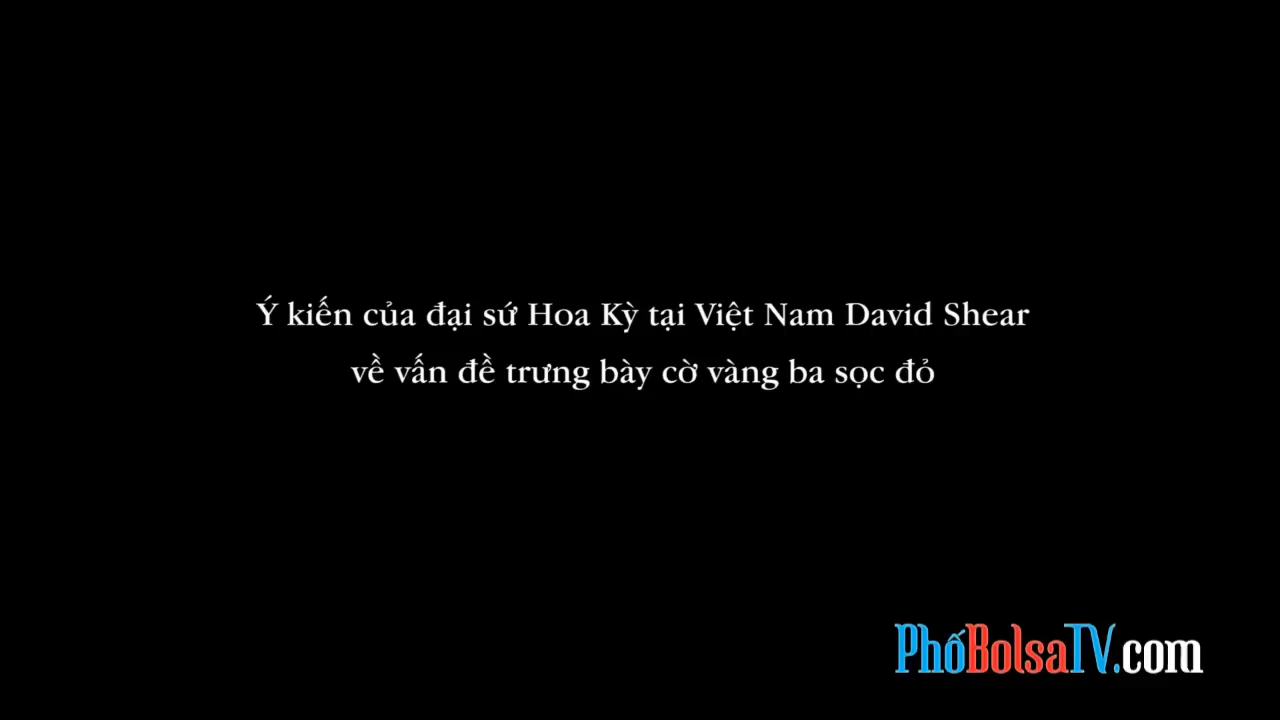 Ý kiến của đại sứ Hoa Kỳ tại Việt Nam David Shear
về vấn đề trưng bày cờ vàng ba sọc đỏ
PhốBolsaTV.com